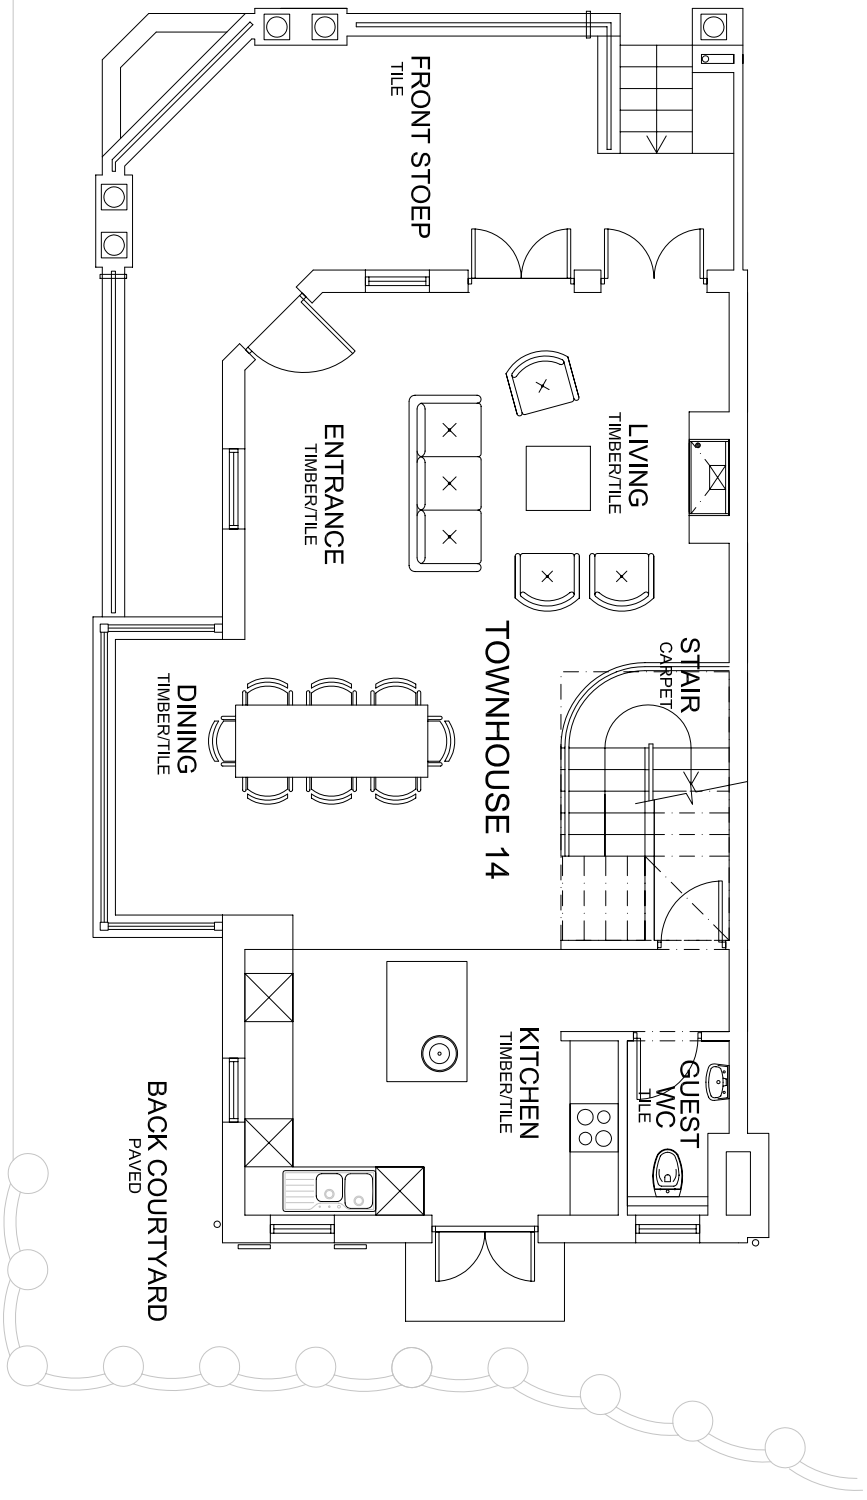 FRONT STOEP
TILE
LIVING
TIMBER/TILE
ENTRANCE
TIMBER/TILE
STAIR
CARPET
TOWNHOUSE 14
DINING
TIMBER/TILE
KITCHEN
TIMBER/TILE
GUEST
WC
TILE
BACK COURTYARD
PAVED